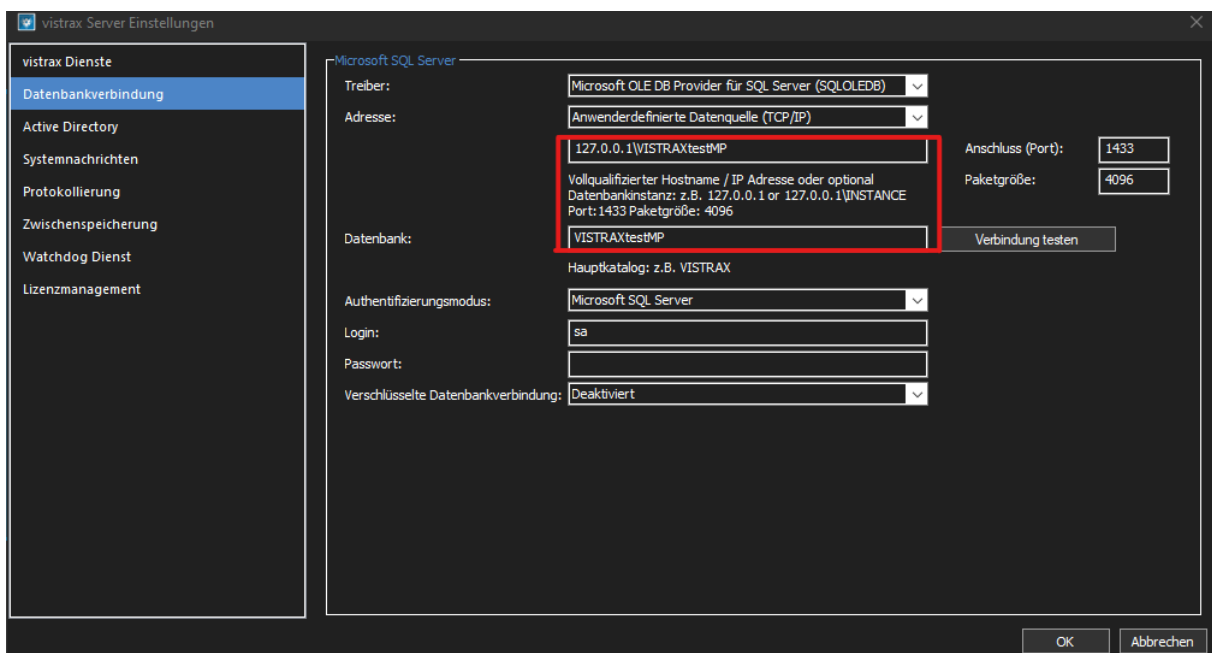 vistrax Server Einstellungen
vistrax Dienste
Datenbankverbindung
Active Directory
Systemnachrichten
Protokollierung
Zwischenspeicherung
Watchdog Dienst
Lizenzmanagement
Microsoft SQL Server
Treiber: Microsoft OLE DB Provider für SQL Server (SQLOLEDB)
Adresse: Anwenderdefinierte Datenquelle (TCP/IP)
127.0.0.1\VISTRAXtestMP Anschluss (Port): 1433
Vollqualifizierter Hostname / IP Adresse oder optional Paketgröße: 4096
Datenbankinstanz: z.B. 127.0.0.1 or 127.0.0.1\INSTANCE
Port:1433 Paketgröße: 4096
Datenbank: VISTRAXtestMP Verbindung testen
Hauptkatalog: z.B. VISTRAX
Authentifizierungsmodus: Microsoft SQL Server
Login: sa
Passwort:
Verschlüsselte Datenbankverbindung: Deaktiviert
OK Abbrechen